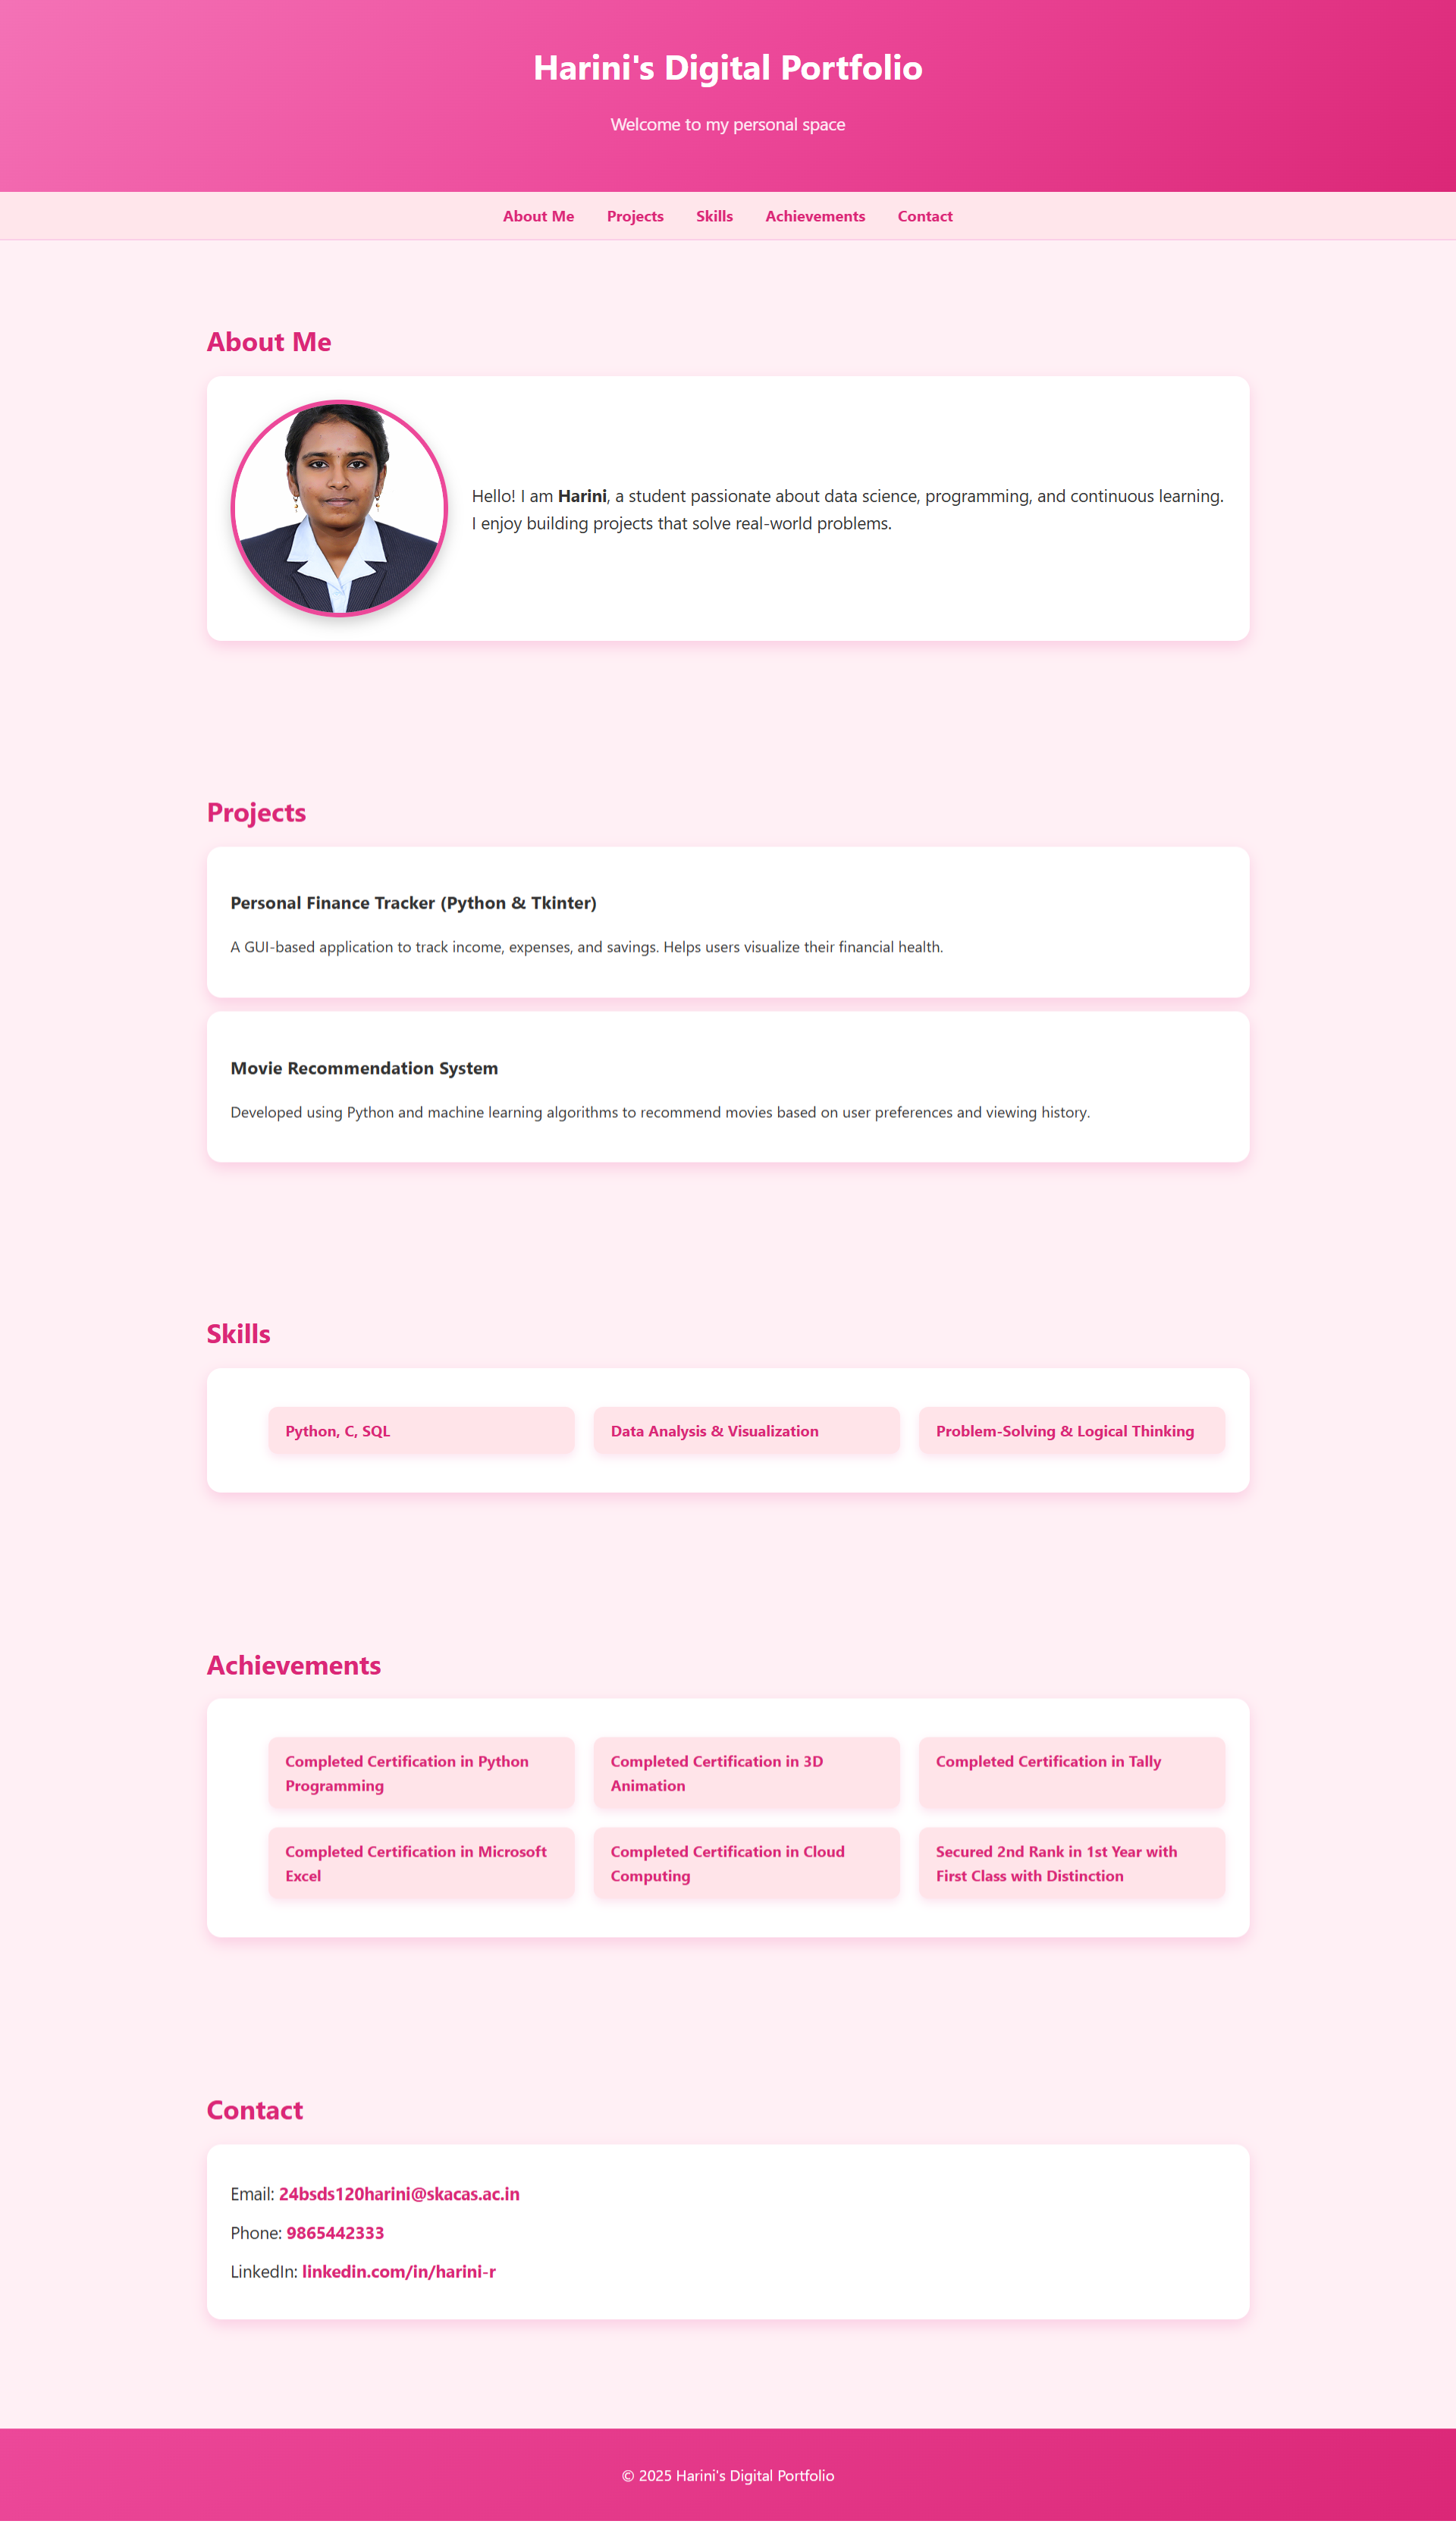 Harini's Digital Portfolio
Welcome to my personal space
About Me Projects Skills Achievements Contact
About Me
Hello! I am Harini, a student passionate about data science, programming, and continuous learning.
I enjoy building projects that solve real-world problems.
Projects
Personal Finance Tracker (Python & Tkinter)
A GUI-based application to track income, expenses, and savings. Helps users visualize their financial health.
Movie Recommendation System
Developed using Python and machine learning algorithms to recommend movies based on user preferences and viewing history.
Skills
Python, C, SQL
Data Analysis & Visualization
Problem-Solving & Logical Thinking
Achievements
Completed Certification in Python
Programming
Completed Certification in 3D
Animation
Completed Certification in Tally
Completed Certification in Microsoft
Excel
Completed Certification in Cloud
Computing
Secured 2nd Rank in 1st Year with
First Class with Distinction
Contact
Email: 24bsds120harini@skacas.ac.in
Phone: 9865442333
LinkedIn: linkedin.com/in/harini-r
© 2025 Harini's Digital Portfolio